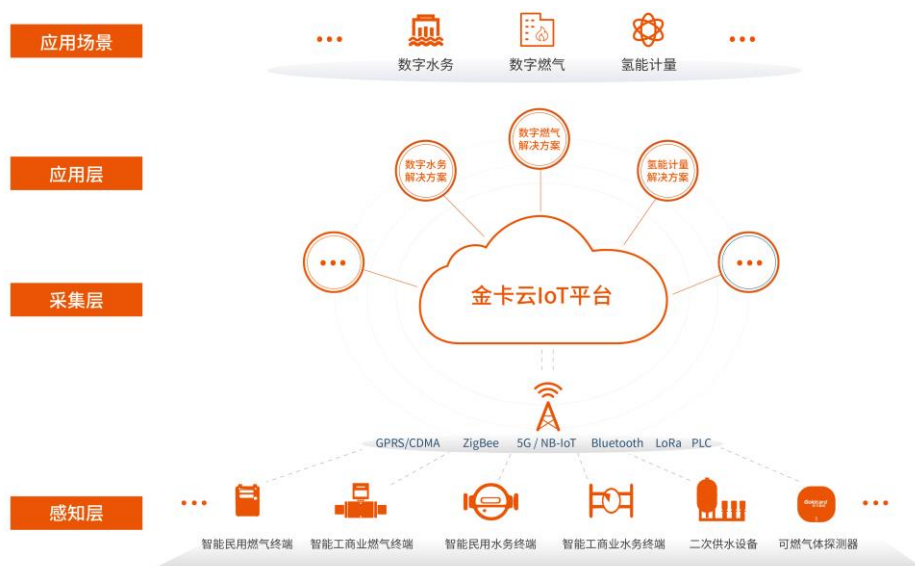 应用场景
数字水务 数字燃气 氢能计量
应用层
数字燃气
解决方案
数字水务
解决方案
氢能计量
解决方案
采集层
金卡云IoT平台
GPRS/CDMA ZigBee 5G / NB-IoT Bluetooth LoRa PLC
感知层
智能民用燃气终端 智能工商业燃气终端 智能民用水务终端 智能工商业水务终端 二次供水设备 可燃气体探测器